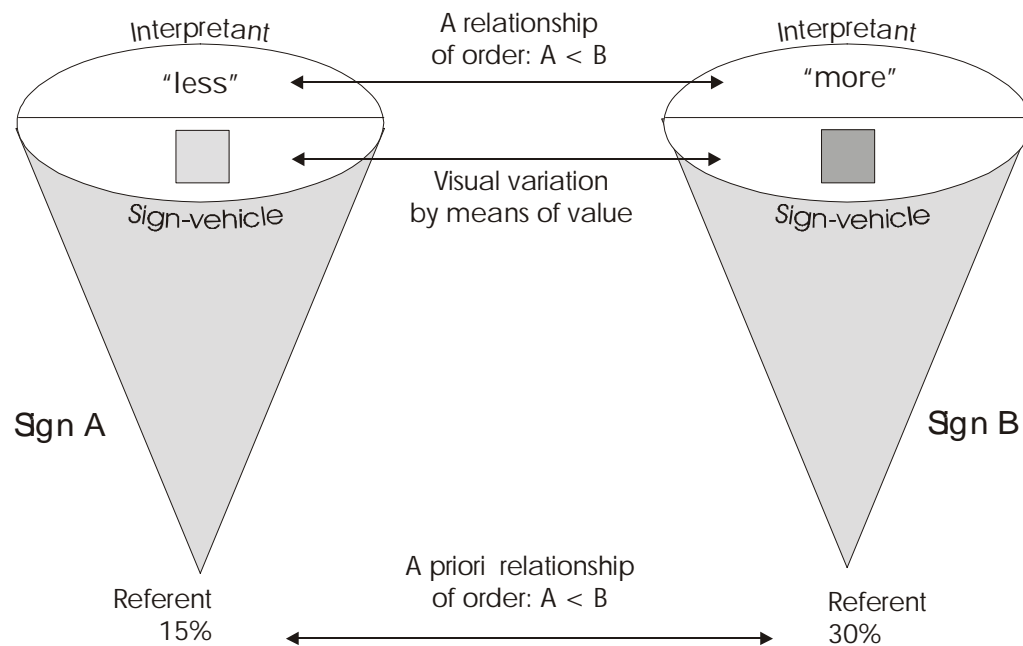 Interpretant
"less"
Sign-vehicle
Sign A
Referent
15%
A relationship
of order: A < B
Visual variation
by means of value
A priori relationship
of order: A < B
Interpretant
"more"
Sign-vehicle
Sign B
Referent
30%